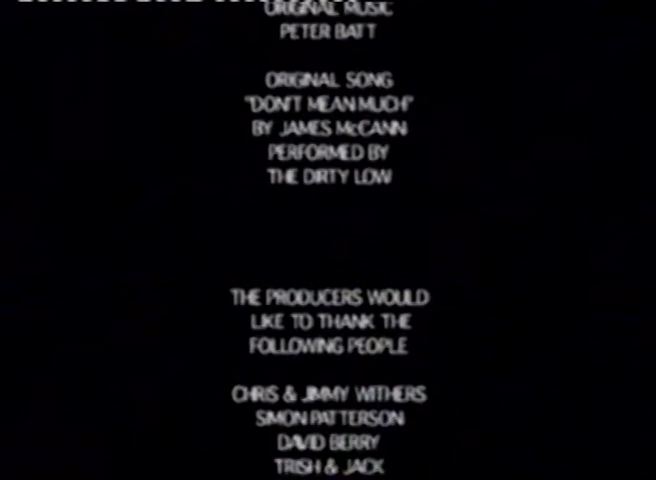 ORIGINAL MUSIC
PETER BATT
ORIGINAL SONG
"DON'T MEAN MUCH"
BY JAMES McCANN
PERFORMED BY
THE DIRTY LOW
THE PRODUCERS WOULD
LIKE TO THANK THE
FOLLOWING PEOPLE
CHRIS & JIMMY WITHERS
SIMON PATTERSON
DAVID BERRY
TRISH & JACK